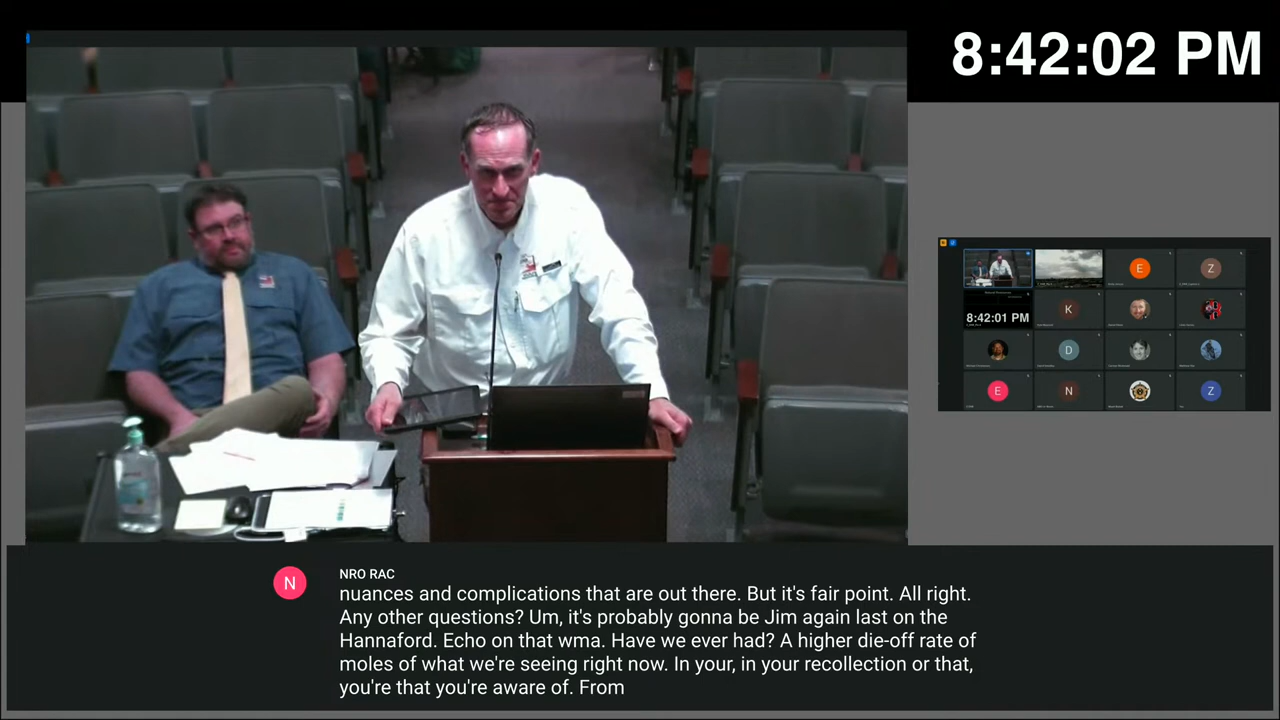 8:42:02 PM
8:42:01 PM
E
Z
K
D
E
N
Z
N
NRO RAC
nuances and complications that are out there. But it's fair point. All right.
Any other questions? Um, it's probably gonna be Jim again last on the
Hannaford. Echo on that wma. Have we ever had? A higher die-off rate of
moles of what we're seeing right now. In your, in your recollection or that,
you're that you're aware of. From